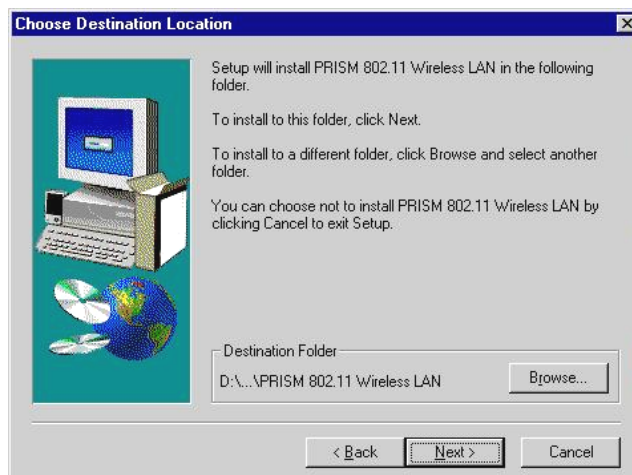 Choose Destination Location
Setup will install PRISM 802.11 Wireless LAN in the following
folder.
To install to this folder, click Next.
To install to a different folder, click Browse and select another
folder.
You can choose not to install PRISM 802.11 Wireless LAN by
clicking Cancel to exit Setup.
Destination Folder
D:\...\PRISM 802.11 Wireless LAN
Browse...
< Back
Next >
Cancel